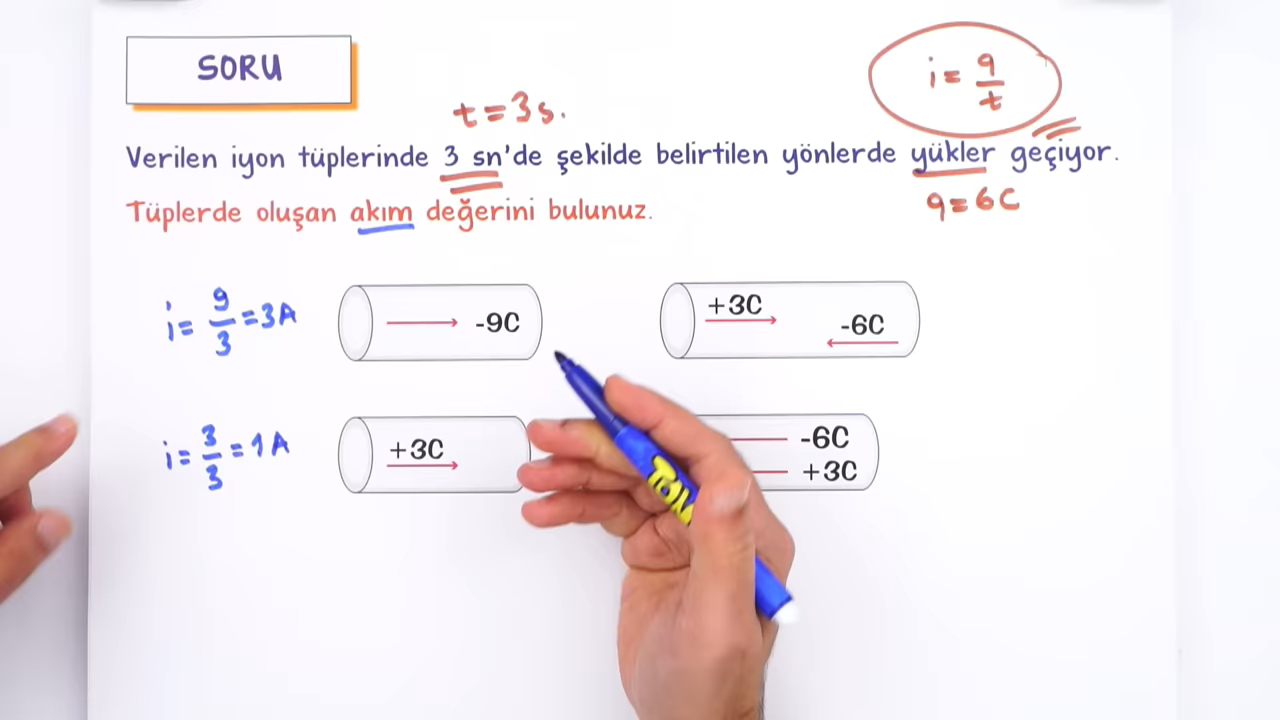 SORU
i = q/t
t = 3 s.
Verilen iyon tüplerinde 3 sn'de şekilde belirtilen yönlerde yükler geçiyor.
q = 6C
Tüplerde oluşan akım değerini bulunuz.
i = 9/3 = 3A
-9C
+3C
-6C
i = 3/3 = 1A
+3C
-6C
+3C